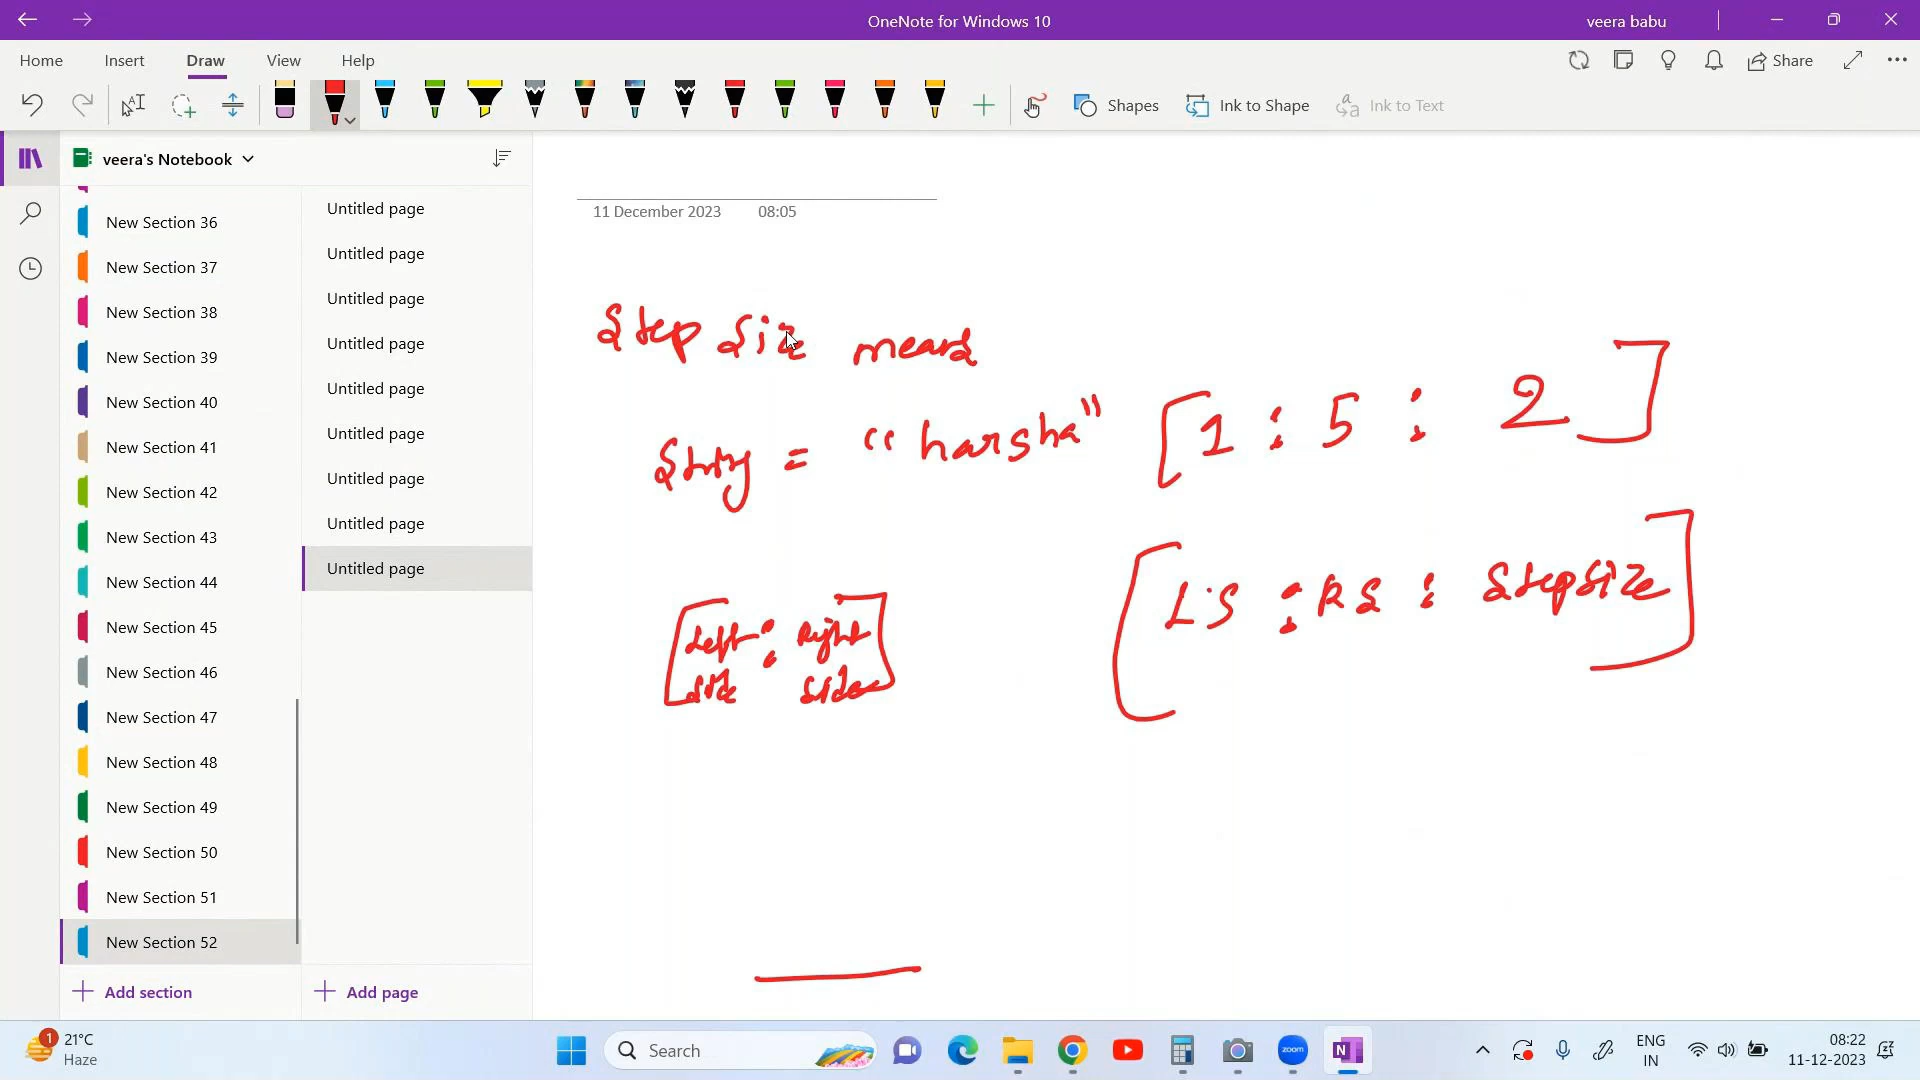 OneNote for Windows 10
veera babu
Home Insert Draw View Help
Share
Shapes
Ink to Shape
Ink to Text
veera's Notebook
New Section 36
New Section 37
New Section 38
New Section 39
New Section 40
New Section 41
New Section 42
New Section 43
New Section 44
New Section 45
New Section 46
New Section 47
New Section 48
New Section 49
New Section 50
New Section 51
New Section 52
Add section
Untitled page
Untitled page
Untitled page
Untitled page
Untitled page
Untitled page
Untitled page
Untitled page
Untitled page
Add page
11 December 2023 08:05
Step Size means
String = "harsha" [1 : 5 : 2]
[LS : RS : StepSize]
[Left : Right
side side]
1
21°C
Haze
Search
zoom
ENG
IN
08:22
11-12-2023